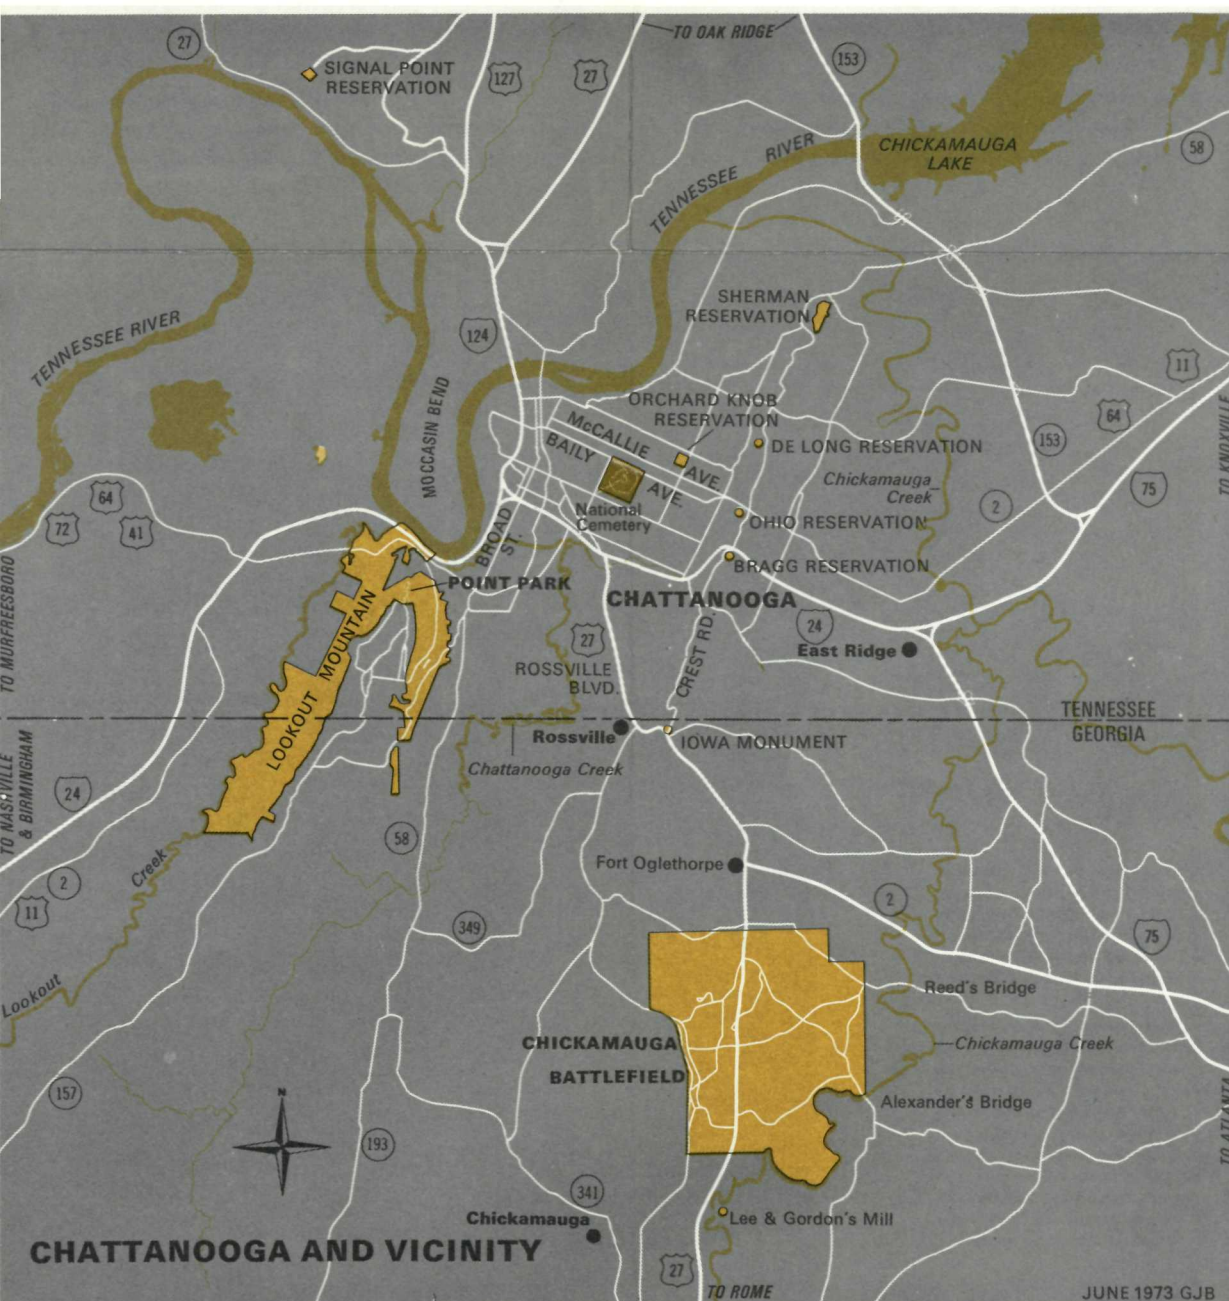 27
SIGNAL POINT
RESERVATION
127
27
TO OAK RIDGE
153
CHICKAMAUGA
LAKE
58
TENNESSEE RIVER
TENNESSEE RIVER
SHERMAN
RESERVATION
124
11
MOCCASIN BEND
ORCHARD KNOB
RESERVATION
McCALLIE
AVE.
BAILY
AVE.
DE LONG RESERVATION
64
153
TO KNOXVILLE
Chickamauga
Creek
2
75
National
Cemetery
OHIO RESERVATION
64
72
41
BROAD
ST.
BRAGG RESERVATION
POINT PARK
CHATTANOOGA
TO MURFREESBORO
LOOKOUT MOUNTAIN
27
24
East Ridge
ROSSVILLE
BLVD.
CREST RD.
TENNESSEE
GEORGIA
Rossville
IOWA MONUMENT
Chattanooga Creek
TO NASHVILLE
& BIRMINGHAM
24
58
Fort Oglethorpe
2
11
Lookout Creek
349
2
75
Reed's Bridge
CHICKAMAUGA
BATTLEFIELD
Chickamauga Creek
157
Alexander's Bridge
TO ATLANTA
N
193
341
Chickamauga
Lee & Gordon's Mill
CHATTANOOGA AND VICINITY
27
TO ROME
JUNE 1973 GJB